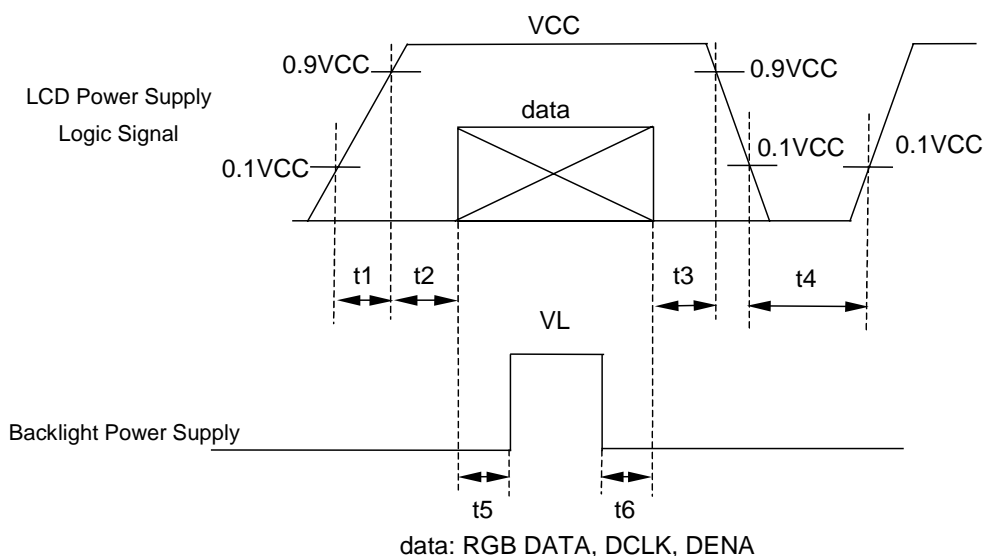 VCC
0.9VCC
0.9VCC
LCD Power Supply
Logic Signal
data
0.1VCC
0.1VCC
0.1VCC
t1
t2
t3
t4
VL
Backlight Power Supply
t5
t6
data: RGB DATA, DCLK, DENA